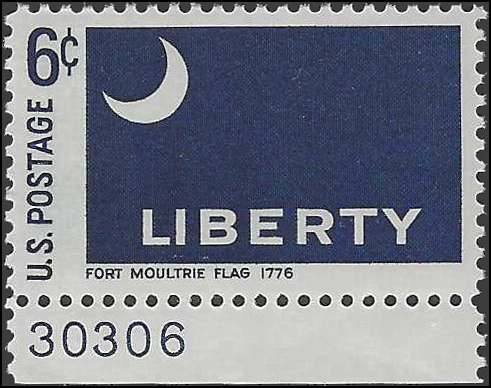 6¢
U.S. POSTAGE
LIBERTY
FORT MOULTRIE FLAG 1776
30306